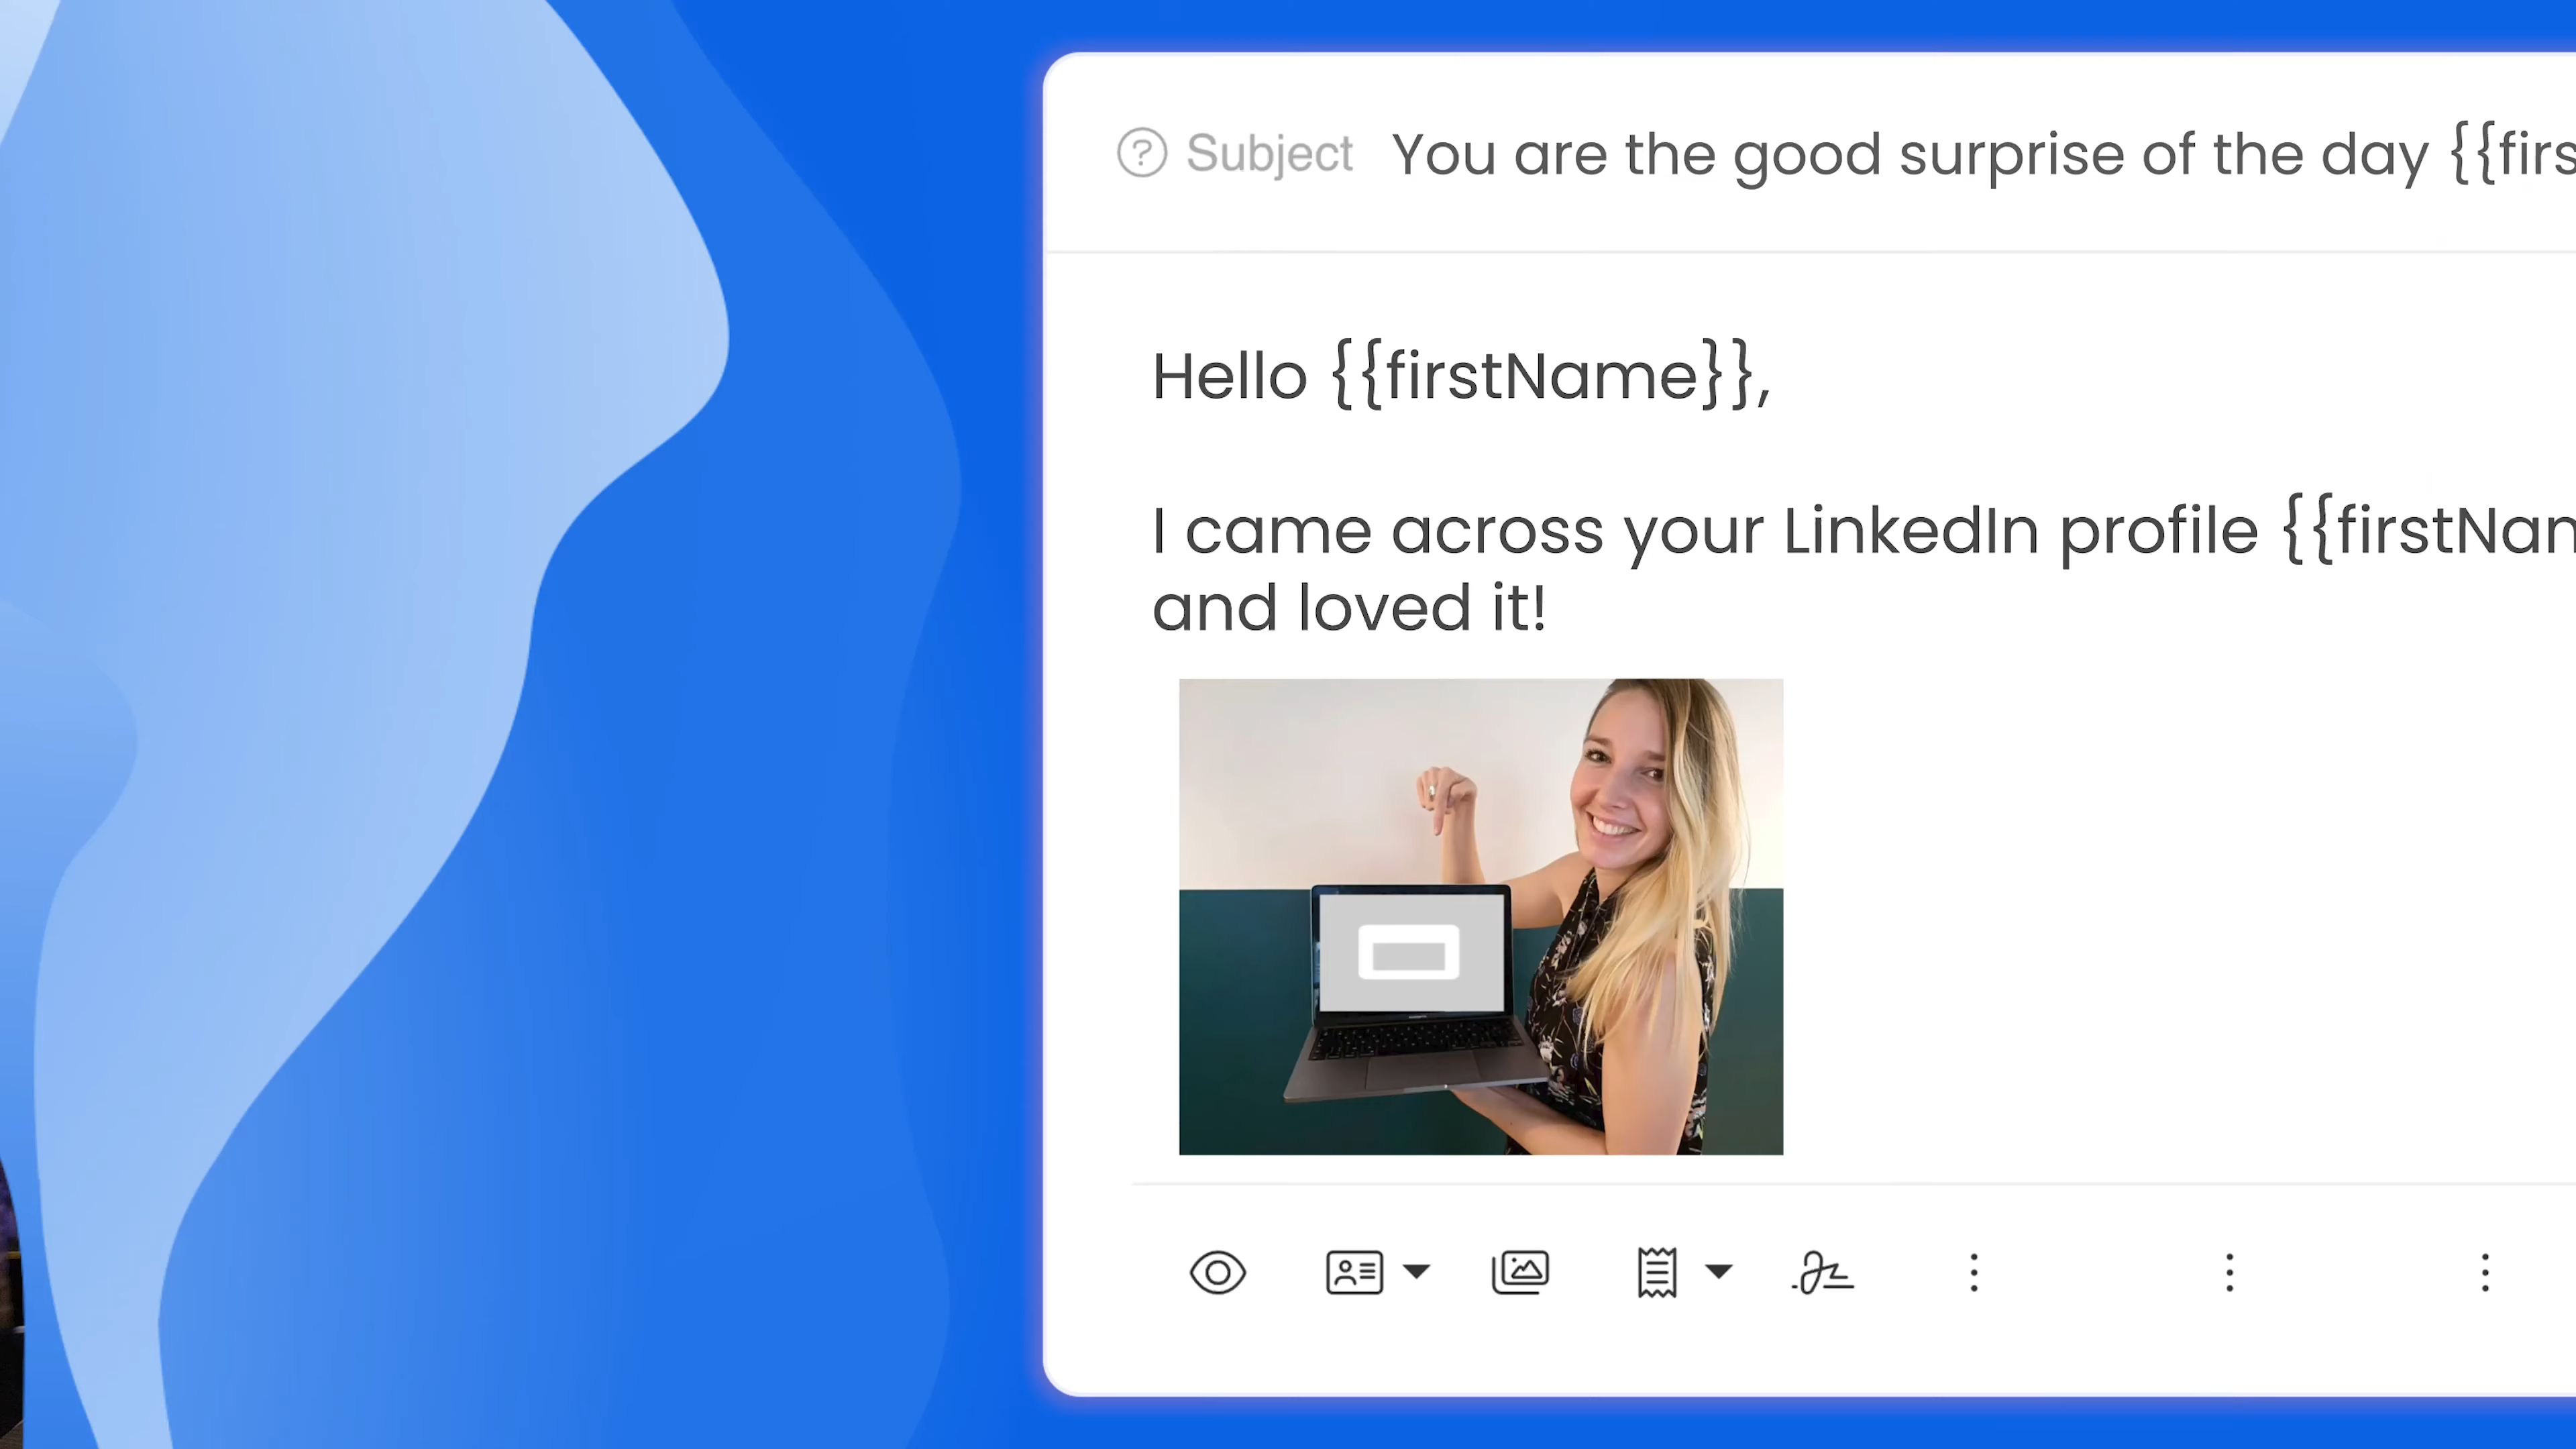 Subject You are the good surprise of the day {{firs
Hello {{firstName}},
I came across your LinkedIn profile {{firstNam
and loved it!